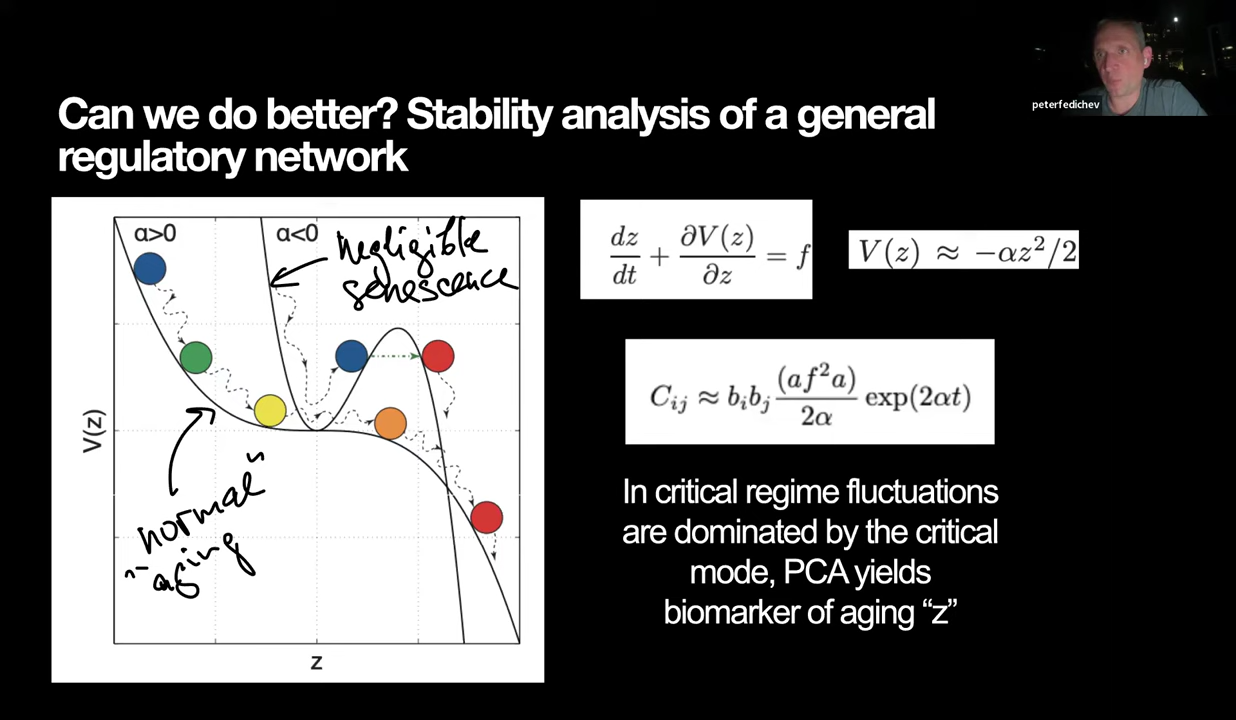 peterfedichev
Can we do better? Stability analysis of a general
regulatory network
α>0
α<0
negligible
senescence
V(z)
"normal"
"aging
z
dz/dt + ∂V(z)/∂z = f
V(z) ≈ −αz²/2
C_ij ≈ b_i b_j (af²a)/2α exp(2αt)
In critical regime fluctuations
are dominated by the critical
mode, PCA yields
biomarker of aging “z”